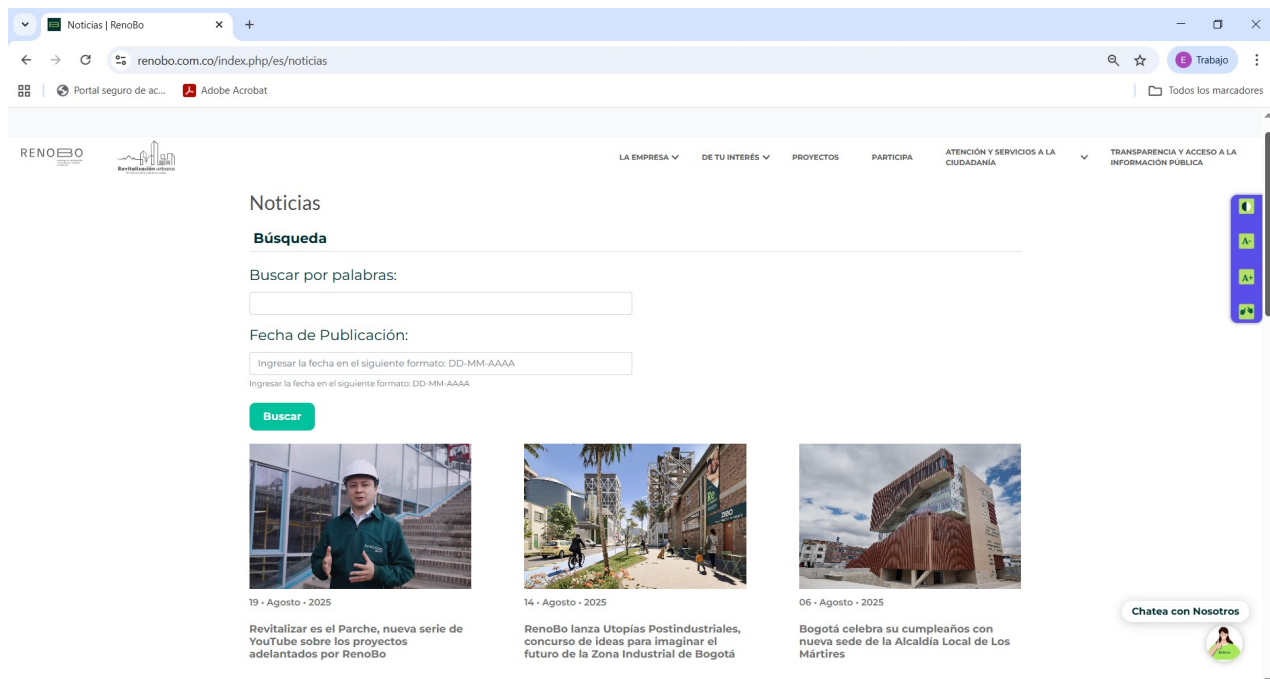 Noticias | RenoBo
renobo.com.co/index.php/es/noticias
E Trabajo
Portal seguro de ac...
Adobe Acrobat
Todos los marcadores
RENOBO
Revitalización urbana
LA EMPRESA
DE TU INTERÉS
PROYECTOS
PARTICIPA
ATENCIÓN Y SERVICIOS A LA
CIUDADANÍA
TRANSPARENCIA Y ACCESO A LA
INFORMACIÓN PÚBLICA
A-
A+
Noticias
Búsqueda
Buscar por palabras:
Fecha de Publicación:
Ingresar la fecha en el siguiente formato: DD-MM-AAAA
Ingresar la fecha en el siguiente formato: DD-MM-AAAA
Buscar
ZIBO
19 • Agosto • 2025
Revitalizar es el Parche, nueva serie de
YouTube sobre los proyectos
adelantados por RenoBo
14 • Agosto • 2025
RenoBo lanza Utopías Postindustriales,
concurso de ideas para imaginar el
futuro de la Zona Industrial de Bogotá
06 • Agosto • 2025
Bogotá celebra su cumpleaños con
nueva sede de la Alcaldía Local de Los
Mártires
Chatea con Nosotros